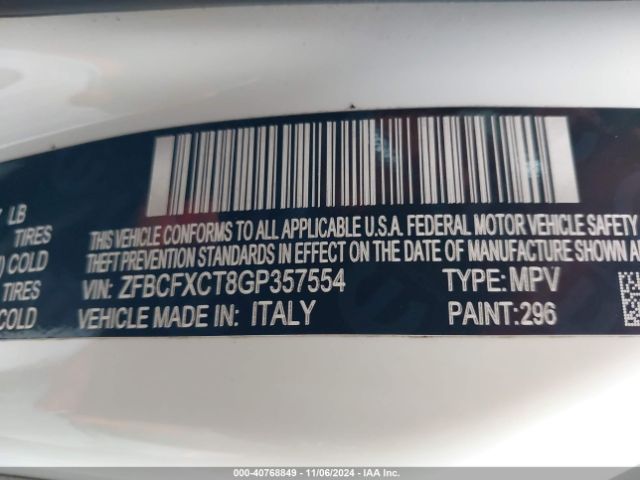 LB
TIRES
COLD
TIRES
COLD
THIS VEHICLE CONFORMS TO ALL APPLICABLE U.S.A. FEDERAL MOTOR VEHICLE SAFETY
THEFT PREVENTION STANDARDS IN EFFECT ON THE DATE OF MANUFACTURE SHOWN A
VIN: ZFBCFXCT8GP357554 TYPE: MPV
VEHICLE MADE IN: ITALY PAINT:296
000-40768849 | 11/06/2024 - Copyright © IAA, LLC